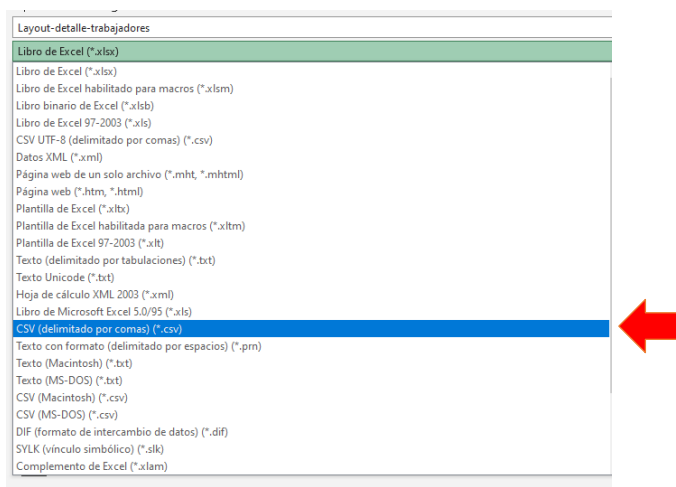 Layout-detalle-trabajadores
Libro de Excel (*.xlsx)
Libro de Excel (*.xlsx)
Libro de Excel habilitado para macros (*.xlsm)
Libro binario de Excel (*.xlsb)
Libro de Excel 97-2003 (*.xls)
CSV UTF-8 (delimitado por comas) (*.csv)
Datos XML (*.xml)
Página web de un solo archivo (*.mht, *.mhtml)
Página web (*.htm, *.html)
Plantilla de Excel (*.xltx)
Plantilla de Excel habilitada para macros (*.xltm)
Plantilla de Excel 97-2003 (*.xlt)
Texto (delimitado por tabulaciones) (*.txt)
Texto Unicode (*.txt)
Hoja de cálculo XML 2003 (*.xml)
Libro de Microsoft Excel 5.0/95 (*.xls)
CSV (delimitado por comas) (*.csv)
Texto con formato (delimitado por espacios) (*.prn)
Texto (Macintosh) (*.txt)
Texto (MS-DOS) (*.txt)
CSV (Macintosh) (*.csv)
CSV (MS-DOS) (*.csv)
DIF (formato de intercambio de datos) (*.dif)
SYLK (vínculo simbólico) (*.slk)
Complemento de Excel (*.xlam)